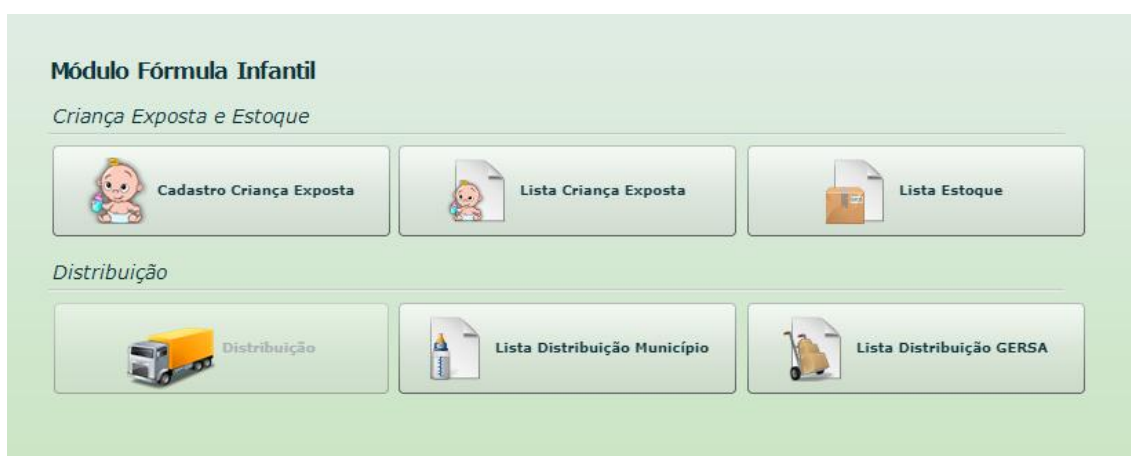 Módulo Fórmula Infantil
Criança Exposta e Estoque
Cadastro Criança Exposta
Lista Criança Exposta
Lista Estoque
Distribuição
Distribuição
Lista Distribuição Município
Lista Distribuição GERSA